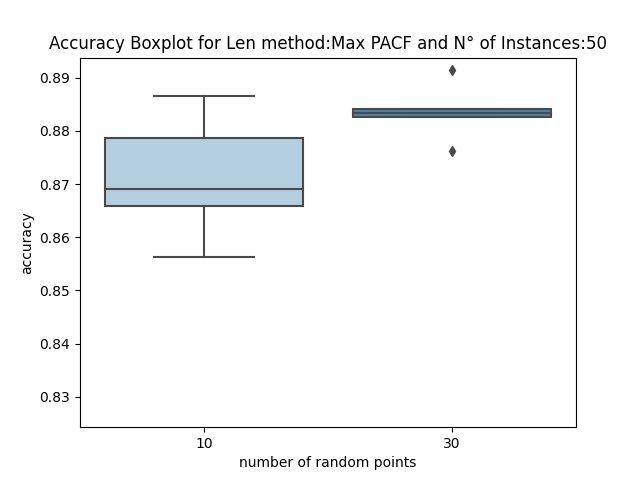 Accuracy Boxplot for Len method:Max PACF and N° of Instances:50
0.89
0.88
0.87
0.86
0.85
0.84
0.83
accuracy
10 30
number of random points